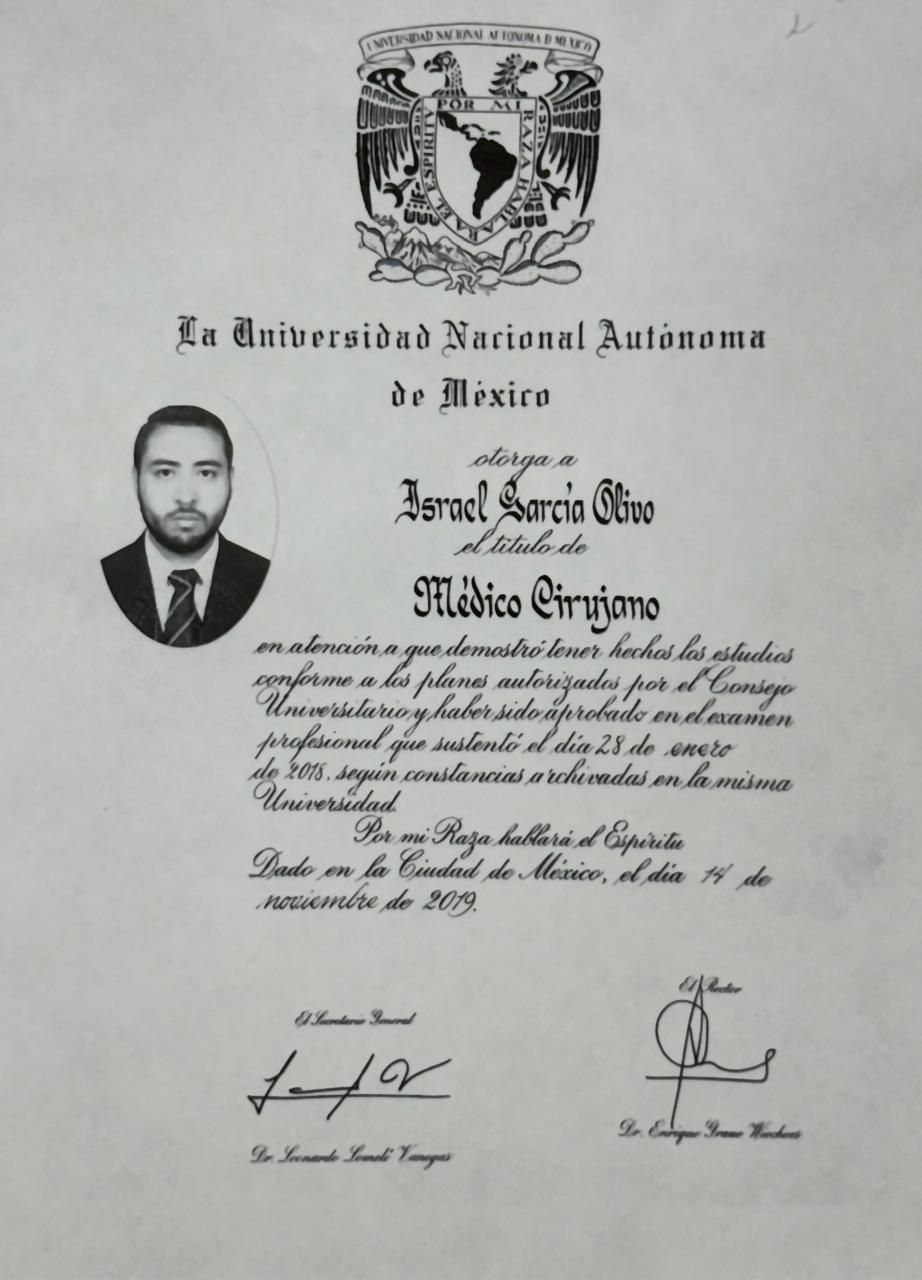 UNIVERSIDAD NACIONAL AUTONOMA D MEXICO
POR MI RAZA HABLARA EL ESPIRITV
La Universidad Nacional Autónoma
de México
otorga a
Israel García Olivo
el título de
Médico Cirujano
en atención a que demostró tener hechos los estudios
conforme a los planes autorizados por el Consejo
Universitario y haber sido aprobado en el examen
profesional que sustentó el día 28 de enero
de 2018, según constancias archivadas en la misma
Universidad.
Por mi Raza hablará el Espíritu
Dado en la Ciudad de México, el día 14 de
noviembre de 2019.
El Rector
El Secretario General
Dr. Enrique Graue Wiechers
Dr. Leonardo Lomelí Vanegas